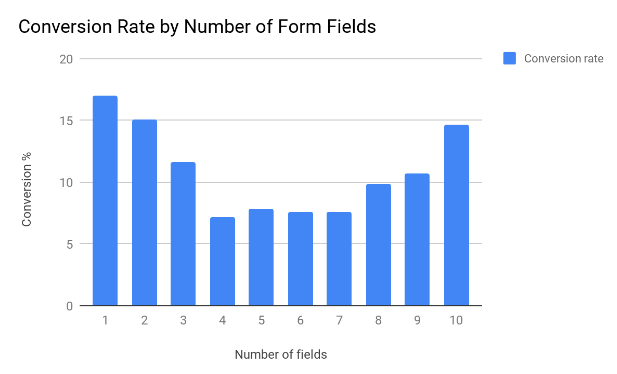 Conversion Rate by Number of Form Fields
Conversion rate
20
15
10
5
0
Conversion %
1 2 3 4 5 6 7 8 9 10
Number of fields